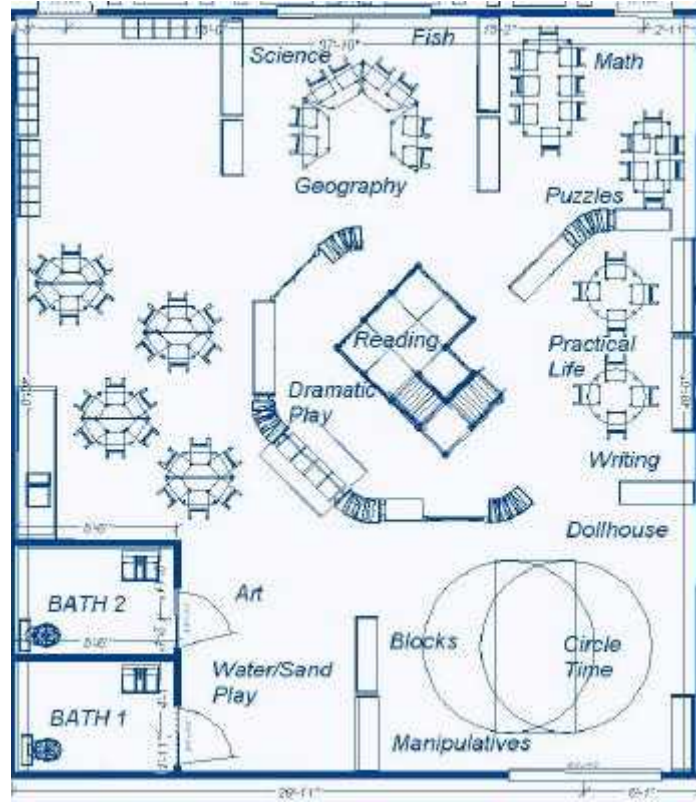 Fish
Science
Math
Geography
Puzzles
Reading
Practical
Life
Dramatic
Play
Writing
Dollhouse
Art
BATH 2
Blocks
Circle
Time
Water/Sand
Play
BATH 1
Manipulatives